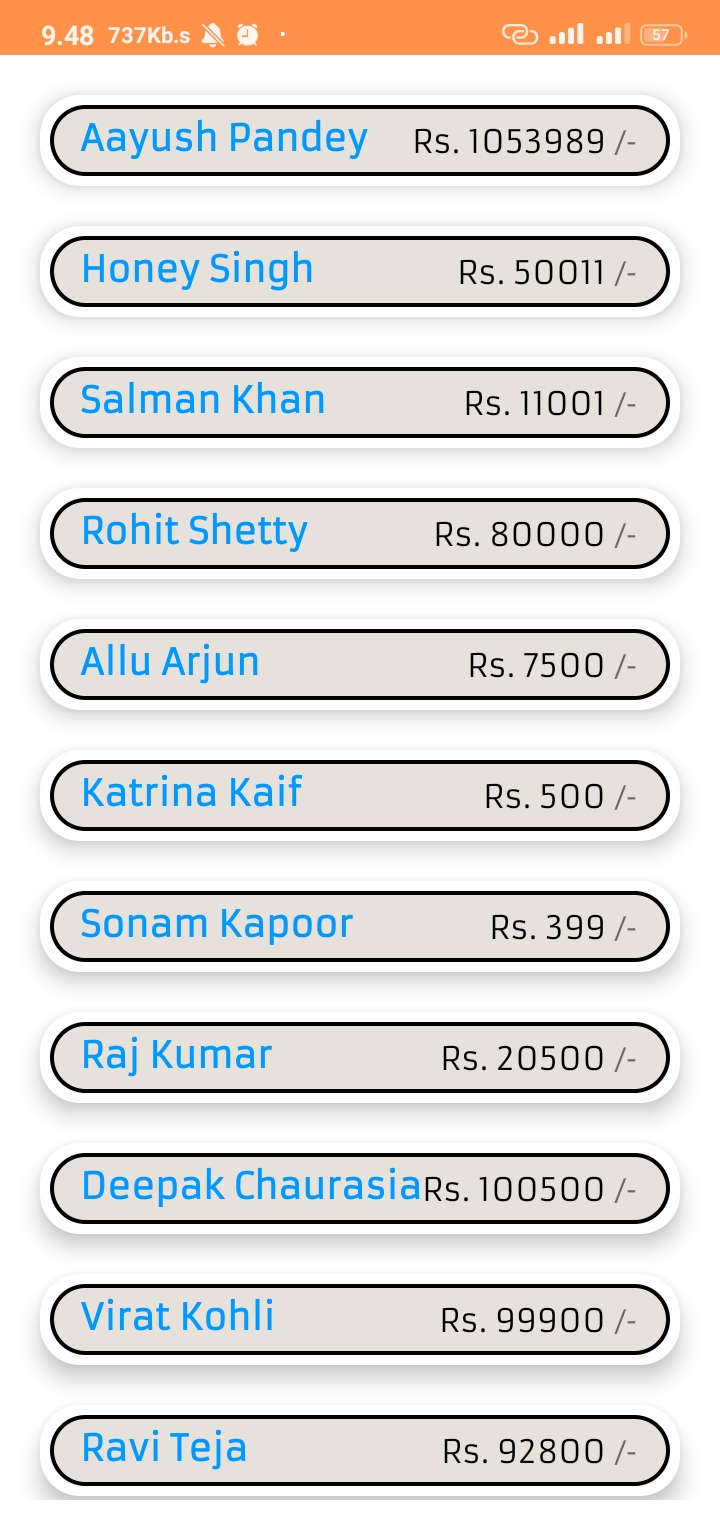 9.48 737Kb.s 57
Aayush Pandey Rs. 1053989 /-
Honey Singh Rs. 50011 /-
Salman Khan Rs. 11001 /-
Rohit Shetty Rs. 80000 /-
Allu Arjun Rs. 7500 /-
Katrina Kaif Rs. 500 /-
Sonam Kapoor Rs. 399 /-
Raj Kumar Rs. 20500 /-
Deepak Chaurasia Rs. 100500 /-
Virat Kohli Rs. 99900 /-
Ravi Teja Rs. 92800 /-